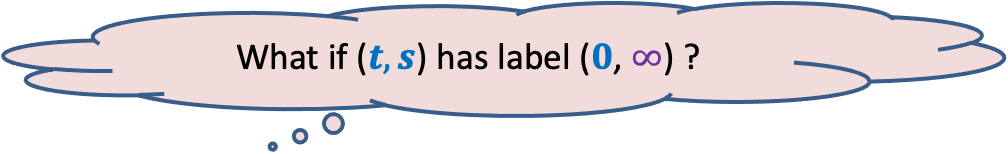 What if (t, s) has label (0, ∞) ?